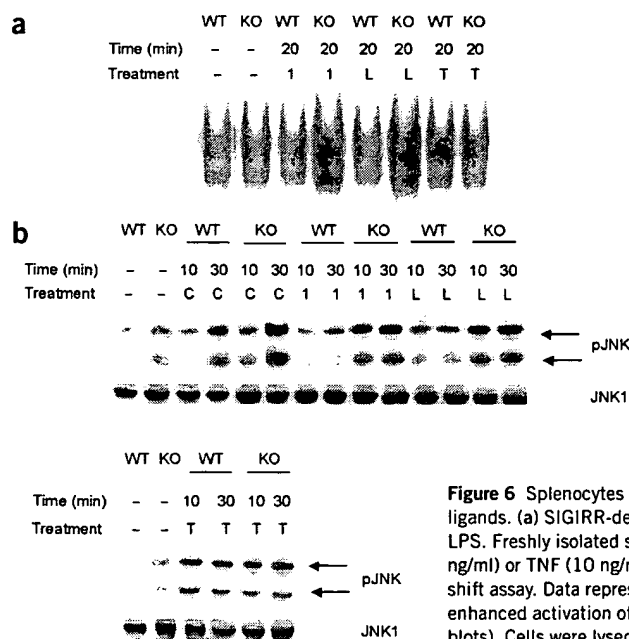 a
WT KO WT KO WT KO WT KO
Time (min) – – 20 20 20 20 20 20
Treatment – – 1 1 L L T T
b
WT KO WT KO WT KO WT KO
Time (min) – – 10 30 10 30 10 30 10 30 10 30 10 30
Treatment – – C C C C 1 1 1 1 L L L L
pJNK
JNK1
WT KO WT KO
Time (min) – – 10 30 10 30
Treatment – – T T T T
pJNK
JNK1
Figure 6 Splenocytes
ligands. (a) SIGIRR-de
LPS. Freshly isolated s
ng/ml) or TNF (10 ng/m
shift assay. Data repres
enhanced activation of
blots). Cells were lysed